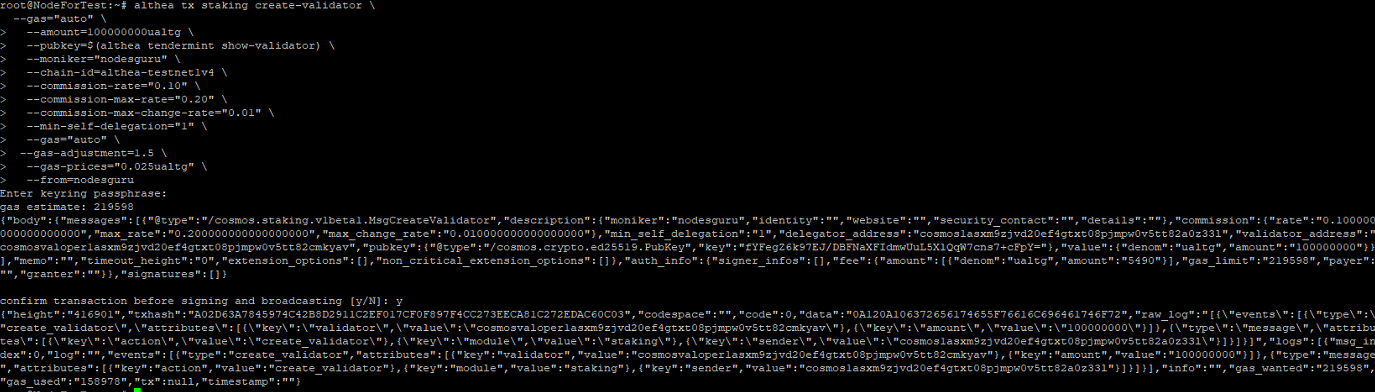 root@NodeForTest:~# althea tx staking create-validator \
  --gas="auto" \
>   --amount=100000000ualtg \
>   --pubkey=$(althea tendermint show-validator) \
>   --moniker="nodesguru" \
>   --chain-id=althea-testnet1v4 \
>   --commission-rate="0.10" \
>   --commission-max-rate="0.20" \
>   --commission-max-change-rate="0.01" \
>   --min-self-delegation="1" \
>   --gas="auto" \
>  --gas-adjustment=1.5 \
>   --gas-prices="0.025ualtg" \
>   --from=nodesguru
Enter keyring passphrase:
gas estimate: 219598
{"body":{"messages":[{"@type":"/cosmos.staking.v1beta1.MsgCreateValidator","description":{"moniker":"nodesguru","identity":"","website":"","security_contact":"","details":""},"commission":{"rate":"0.10000
000000000000","max_rate":"0.200000000000000000","max_change_rate":"0.010000000000000000"},"min_self_delegation":"1","delegator_address":"cosmos1asxm9zjvd20ef4gtxt08pjmpw0v5tt82a0z33l","validator_address":"
cosmosvaloper1asxm9zjvd20ef4gtxt08pjmpw0v5tt82cmkyav","pubkey":{"@type":"/cosmos.crypto.ed25519.PubKey","key":"fYFegZ6k97EJ/DBFNaXFIdmwUuL5X1QqW7cns7+cFpY="},"value":{"denom":"ualtg","amount":"100000000"}}
],"memo":"","timeout_height":"0","extension_options":[],"non_critical_extension_options":[]},"auth_info":{"signer_infos":[],"fee":{"amount":[{"denom":"ualtg","amount":"5490"}],"gas_limit":"219598","payer":
"","granter":""}},"signatures":[]}
confirm transaction before signing and broadcasting [y/N]: y
{"height":"416901","txhash":"A02D63A7845974C42B8D2911C2EF017CF0F897F4CC273EECA81C272EDAC60C03","codespace":"","code":0,"data":"0A120A106372656174655F76616C696461746F72","raw_log":"[{\"events\":[{\"type\":\
"create_validator\",\"attributes\":[{\"key\":\"validator\",\"value\":\"cosmosvaloper1asxm9zjvd20ef4gtxt08pjmpw0v5tt82cmkyav\"},{\"key\":\"amount\",\"value\":\"100000000\"}]},{\"type\":\"message\",\"attribu
tes\":[{\"key\":\"action\",\"value\":\"create_validator\"},{\"key\":\"module\",\"value\":\"staking\"},{\"key\":\"sender\",\"value\":\"cosmos1asxm9zjvd20ef4gtxt08pjmpw0v5tt82a0z33l\"}]}]}]","logs":[{"msg_in
dex":0,"log":"","events":[{"type":"create_validator","attributes":[{"key":"validator","value":"cosmosvaloper1asxm9zjvd20ef4gtxt08pjmpw0v5tt82cmkyav"},{"key":"amount","value":"100000000"}]},{"type":"message
","attributes":[{"key":"action","value":"create_validator"},{"key":"module","value":"staking"},{"key":"sender","value":"cosmos1asxm9zjvd20ef4gtxt08pjmpw0v5tt82a0z33l"}]}]}],"info":"","gas_wanted":"219598",
"gas_used":"158978","tx":null,"timestamp":""}